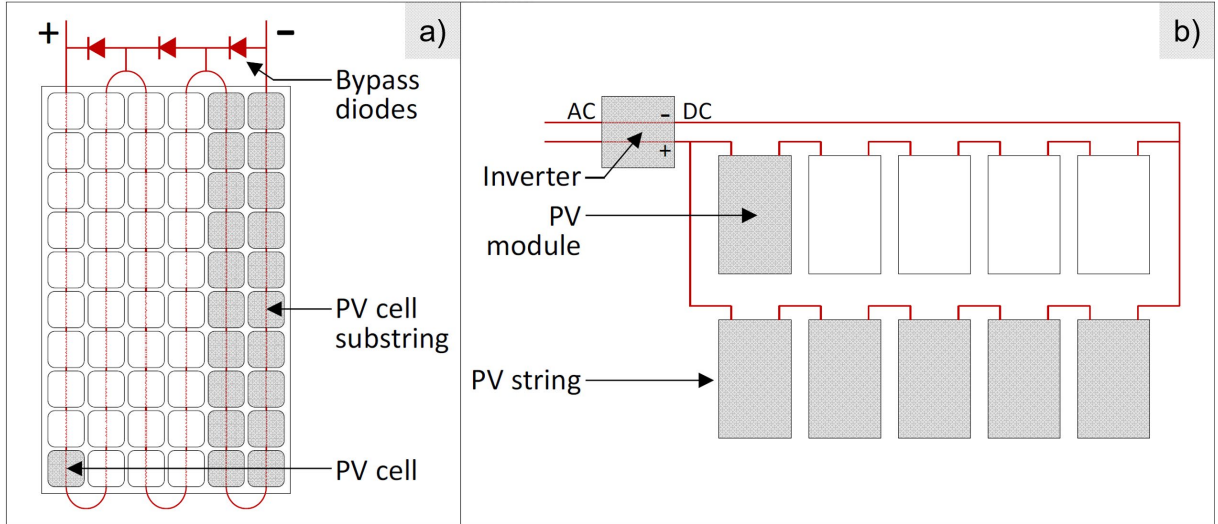 a)
+
-
Bypass
diodes
PV cell
substring
PV cell
b)
AC
-
DC
+
Inverter
PV
module
PV string